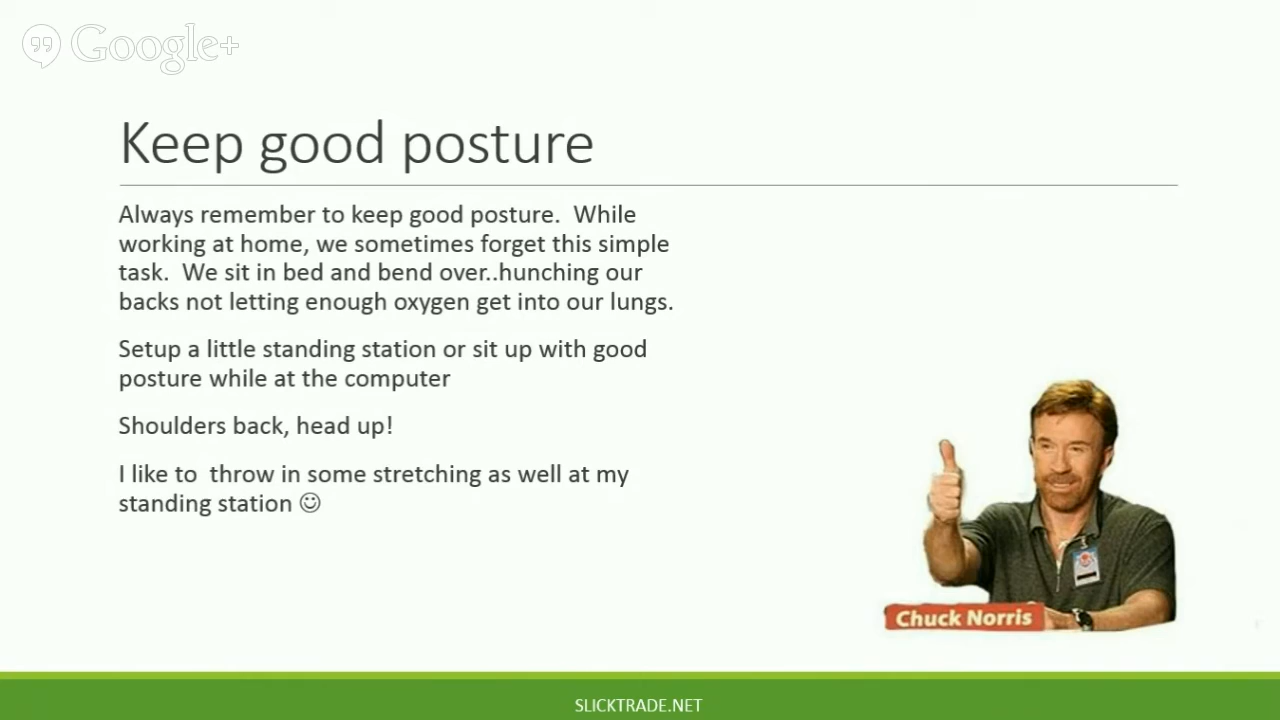 Google+
Keep good posture
Always remember to keep good posture.  While
working at home, we sometimes forget this simple
task.  We sit in bed and bend over..hunching our
backs not letting enough oxygen get into our lungs.
Setup a little standing station or sit up with good
posture while at the computer
Shoulders back, head up!
I like to  throw in some stretching as well at my
standing station ☺
Chuck Norris
SLICKTRADE.NET